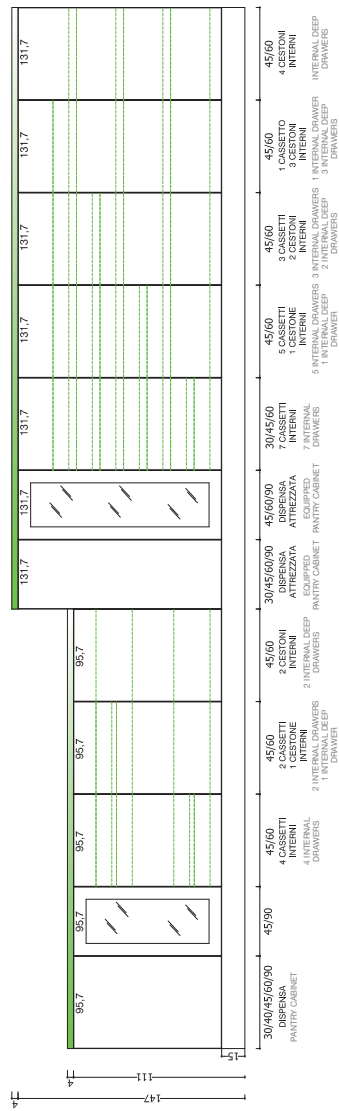 4
147
4
111
15
95,7
95,7
95,7
95,7
95,7
131,7
131,7
131,7
131,7
131,7
131,7
131,7
30/40/45/60/90
DISPENSA
PANTRY CABINET
45/90
45/60
4 CASSETTI
INTERNI
4 INTERNAL
DRAWERS
45/60
2 CASSETTI
1 CESTONE
INTERNI
2 INTERNAL DRAWERS
1 INTERNAL DEEP
DRAWER
45/60
2 CESTONI
INTERNI
2 INTERNAL DEEP
DRAWERS
30/45/60/90
DISPENSA
ATTREZZATA
EQUIPPED
PANTRY CABINET
45/60/90
DISPENSA
ATTREZZATA
EQUIPPED
PANTRY CABINET
30/45/60
7 CASSETTI
INTERNI
7 INTERNAL
DRAWERS
45/60
5 CASSETTI
1 CESTONE
INTERNI
5 INTERNAL DRAWERS
1 INTERNAL DEEP
DRAWER
45/60
3 CASSETTI
2 CESTONI
INTERNI
3 INTERNAL DRAWERS
2 INTERNAL DEEP
DRAWERS
45/60
1 CASSETTO
3 CESTONI
INTERNI
1 INTERNAL DRAWER
3 INTERNAL DEEP
DRAWERS
45/60
4 CESTONI
INTERNI
INTERNAL DEEP
DRAWERS